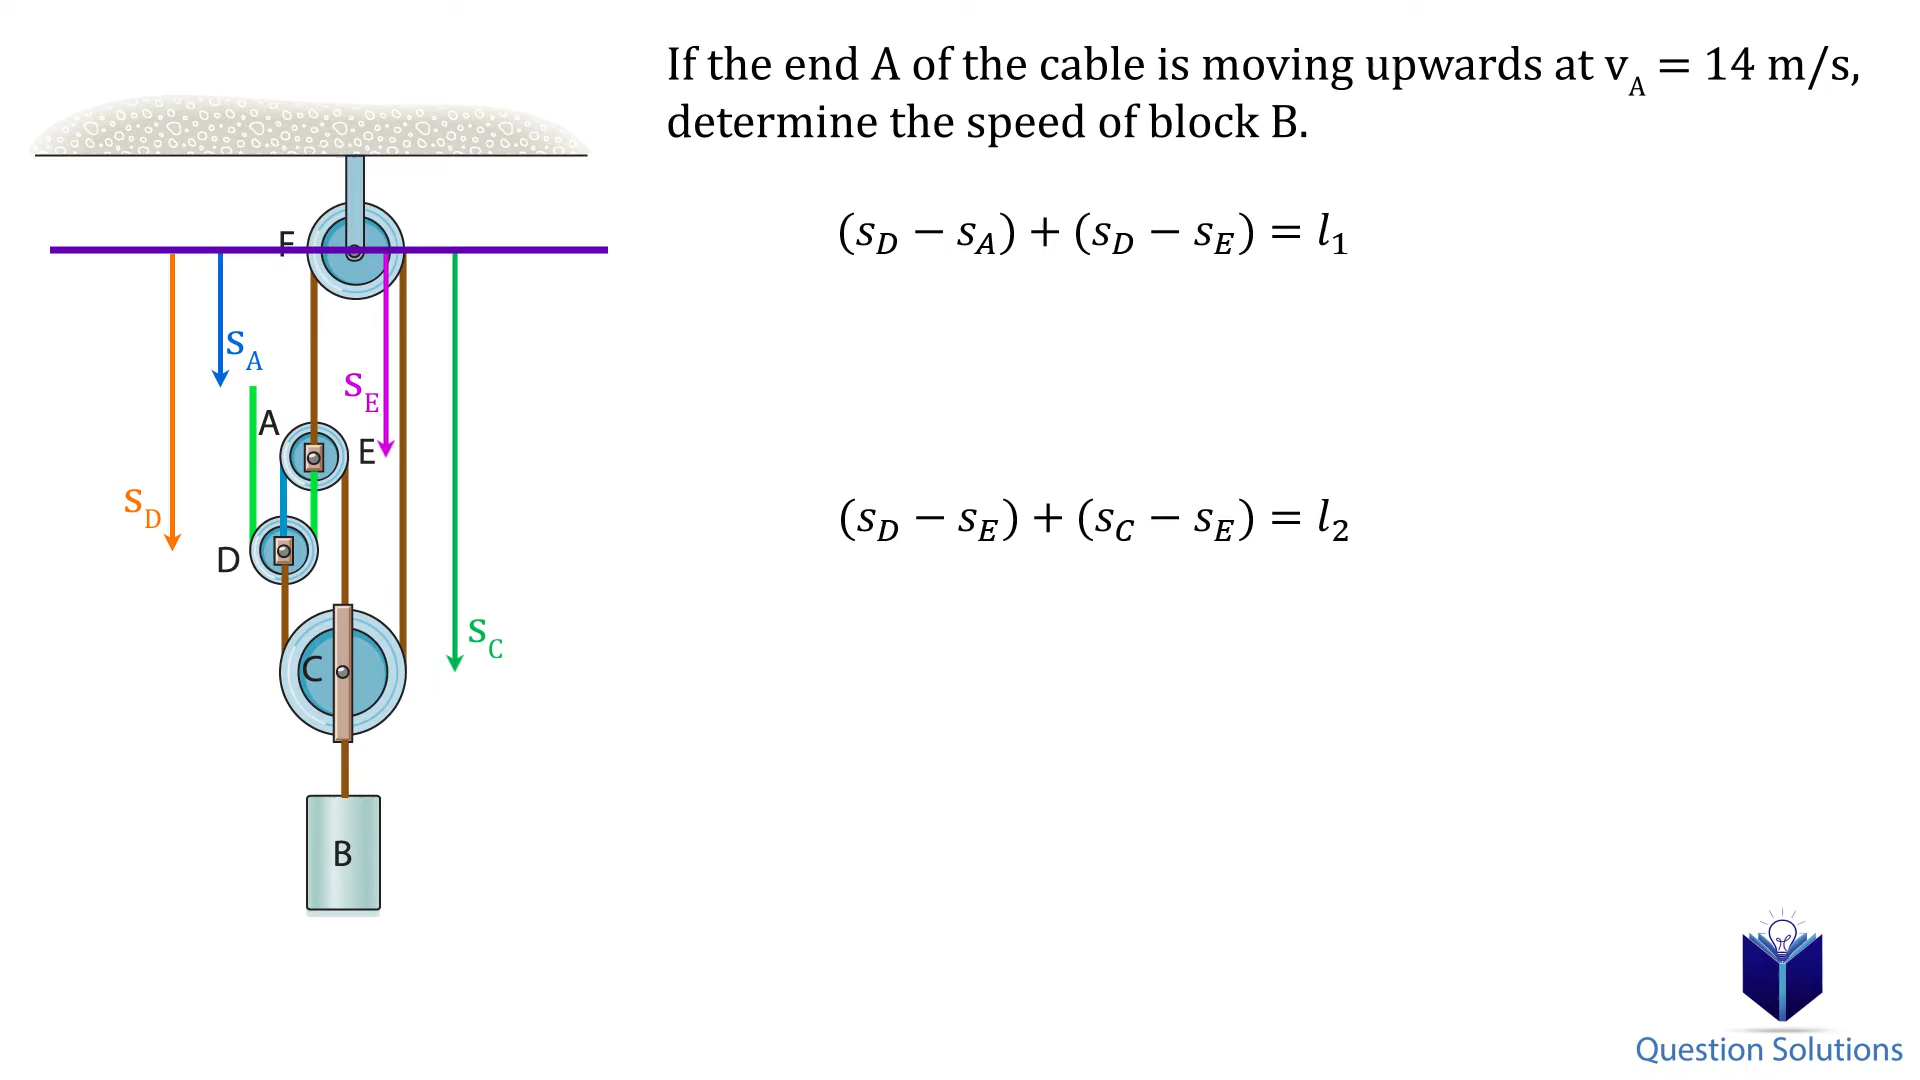 If the end A of the cable is moving upwards at v_A = 14 m/s,
determine the speed of block B.
(s_D − s_A) + (s_D − s_E) = l_1
F
s_A
s_E
A
E
(s_D − s_E) + (s_C − s_E) = l_2
s_D
D
s_C
C
B
Question Solutions